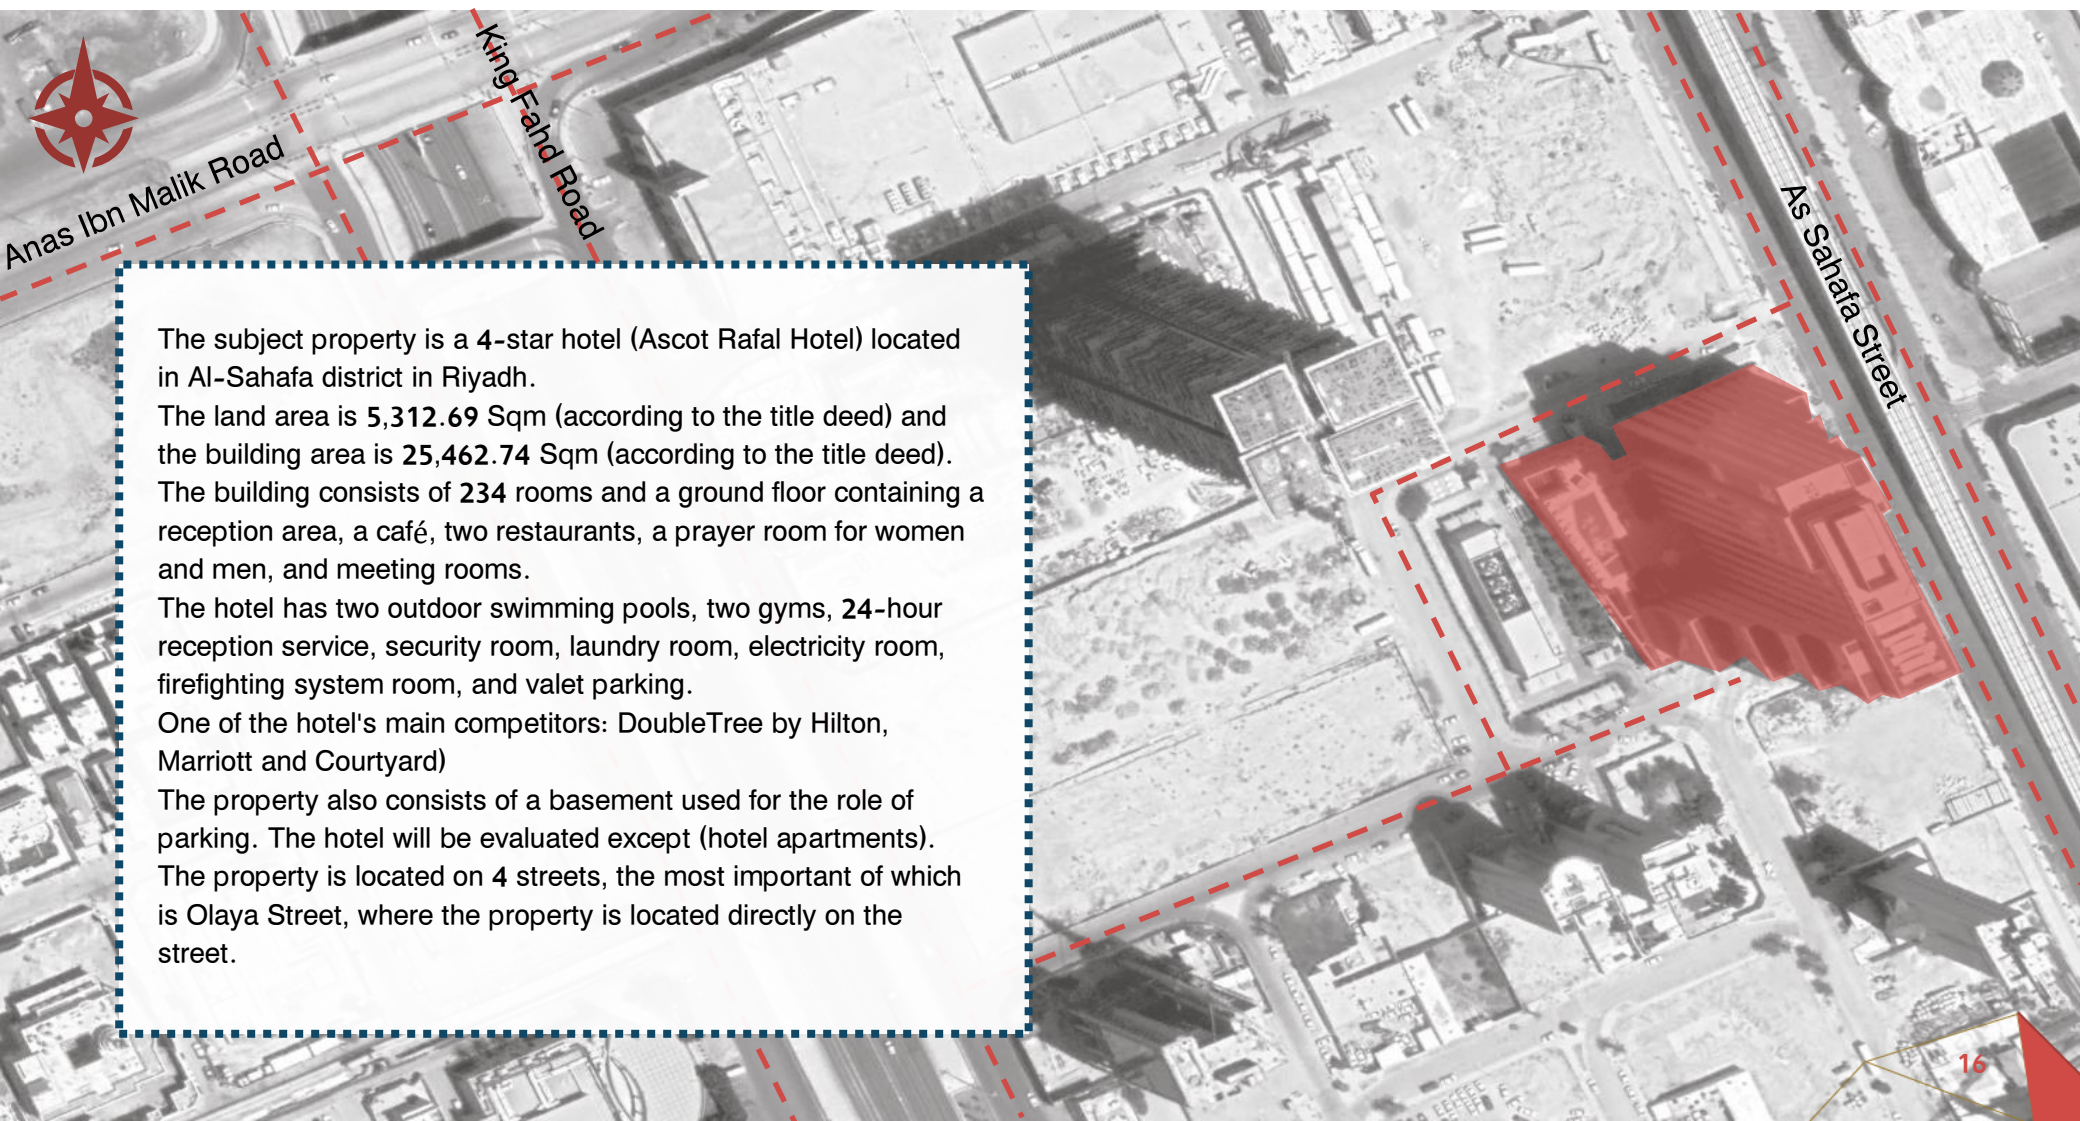 King Fahd Road
Anas Ibn Malik Road
As Sahafa Street
The subject property is a 4-star hotel (Ascot Rafal Hotel) located
in Al-Sahafa district in Riyadh.
The land area is 5,312.69 Sqm (according to the title deed) and
the building area is 25,462.74 Sqm (according to the title deed).
The building consists of 234 rooms and a ground floor containing a
reception area, a café, two restaurants, a prayer room for women
and men, and meeting rooms.
The hotel has two outdoor swimming pools, two gyms, 24-hour
reception service, security room, laundry room, electricity room,
firefighting system room, and valet parking.
One of the hotel's main competitors: DoubleTree by Hilton,
Marriott and Courtyard)
The property also consists of a basement used for the role of
parking. The hotel will be evaluated except (hotel apartments).
The property is located on 4 streets, the most important of which
is Olaya Street, where the property is located directly on the
street.
16